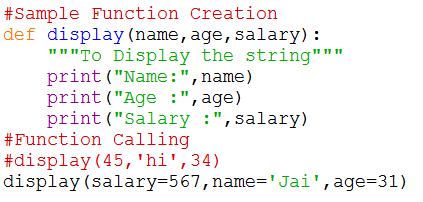 #Sample Function Creation
def display(name,age,salary):
    """To Display the string"""
    print("Name:",name)
    print("Age :",age)
    print("Salary :",salary)
#Function Calling
#display(45,'hi',34)
display(salary=567,name='Jai',age=31)